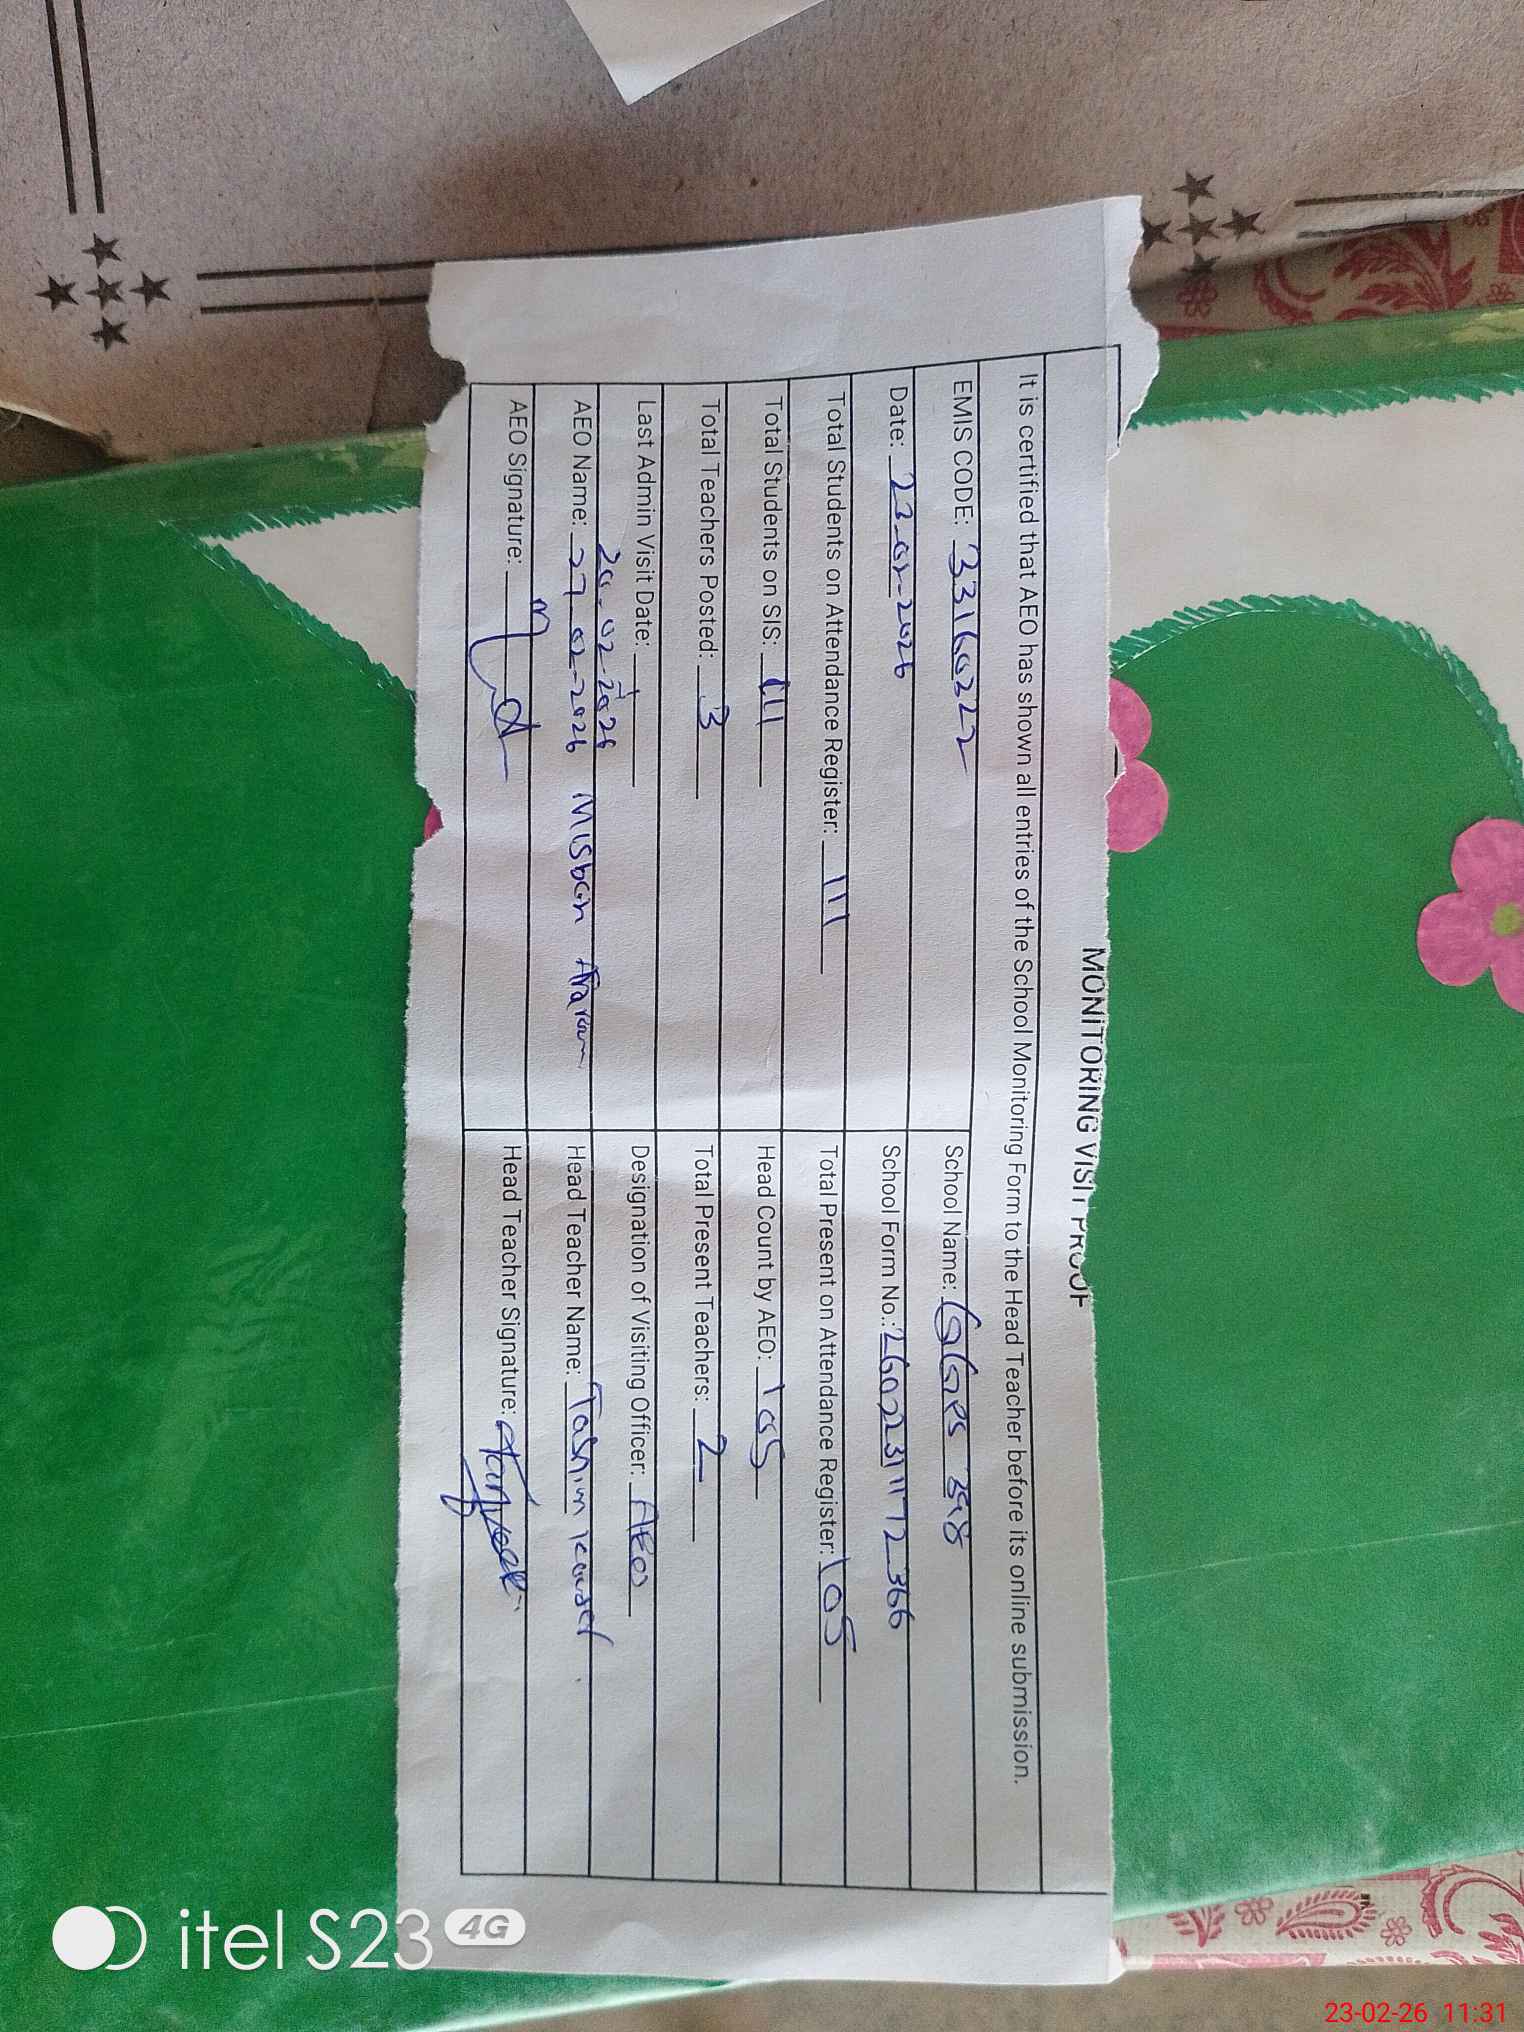 MONITORING VISIT PROOF
It is certified that AEO has shown all entries of the School Monitoring Form to the Head Teacher before its online submission.
EMIS CODE: 33160322 School Name: GGPS 398
Date: 23-02-2026 School Form No.: 260223111712366
Total Students on Attendance Register: 111 Total Present on Attendance Register: 105
Total Students on SIS: 111 Head Count by AEO: 105
Total Teachers Posted: 3 Total Present Teachers: 2
Last Admin Visit Date: Designation of Visiting Officer: AEO
20-02-2026
AEO Name: 27-02-2026 Misbah Head Teacher Name: Tashim
AEO Signature: Head Teacher Signature:
itel S23 4G
23-02-26 11:31